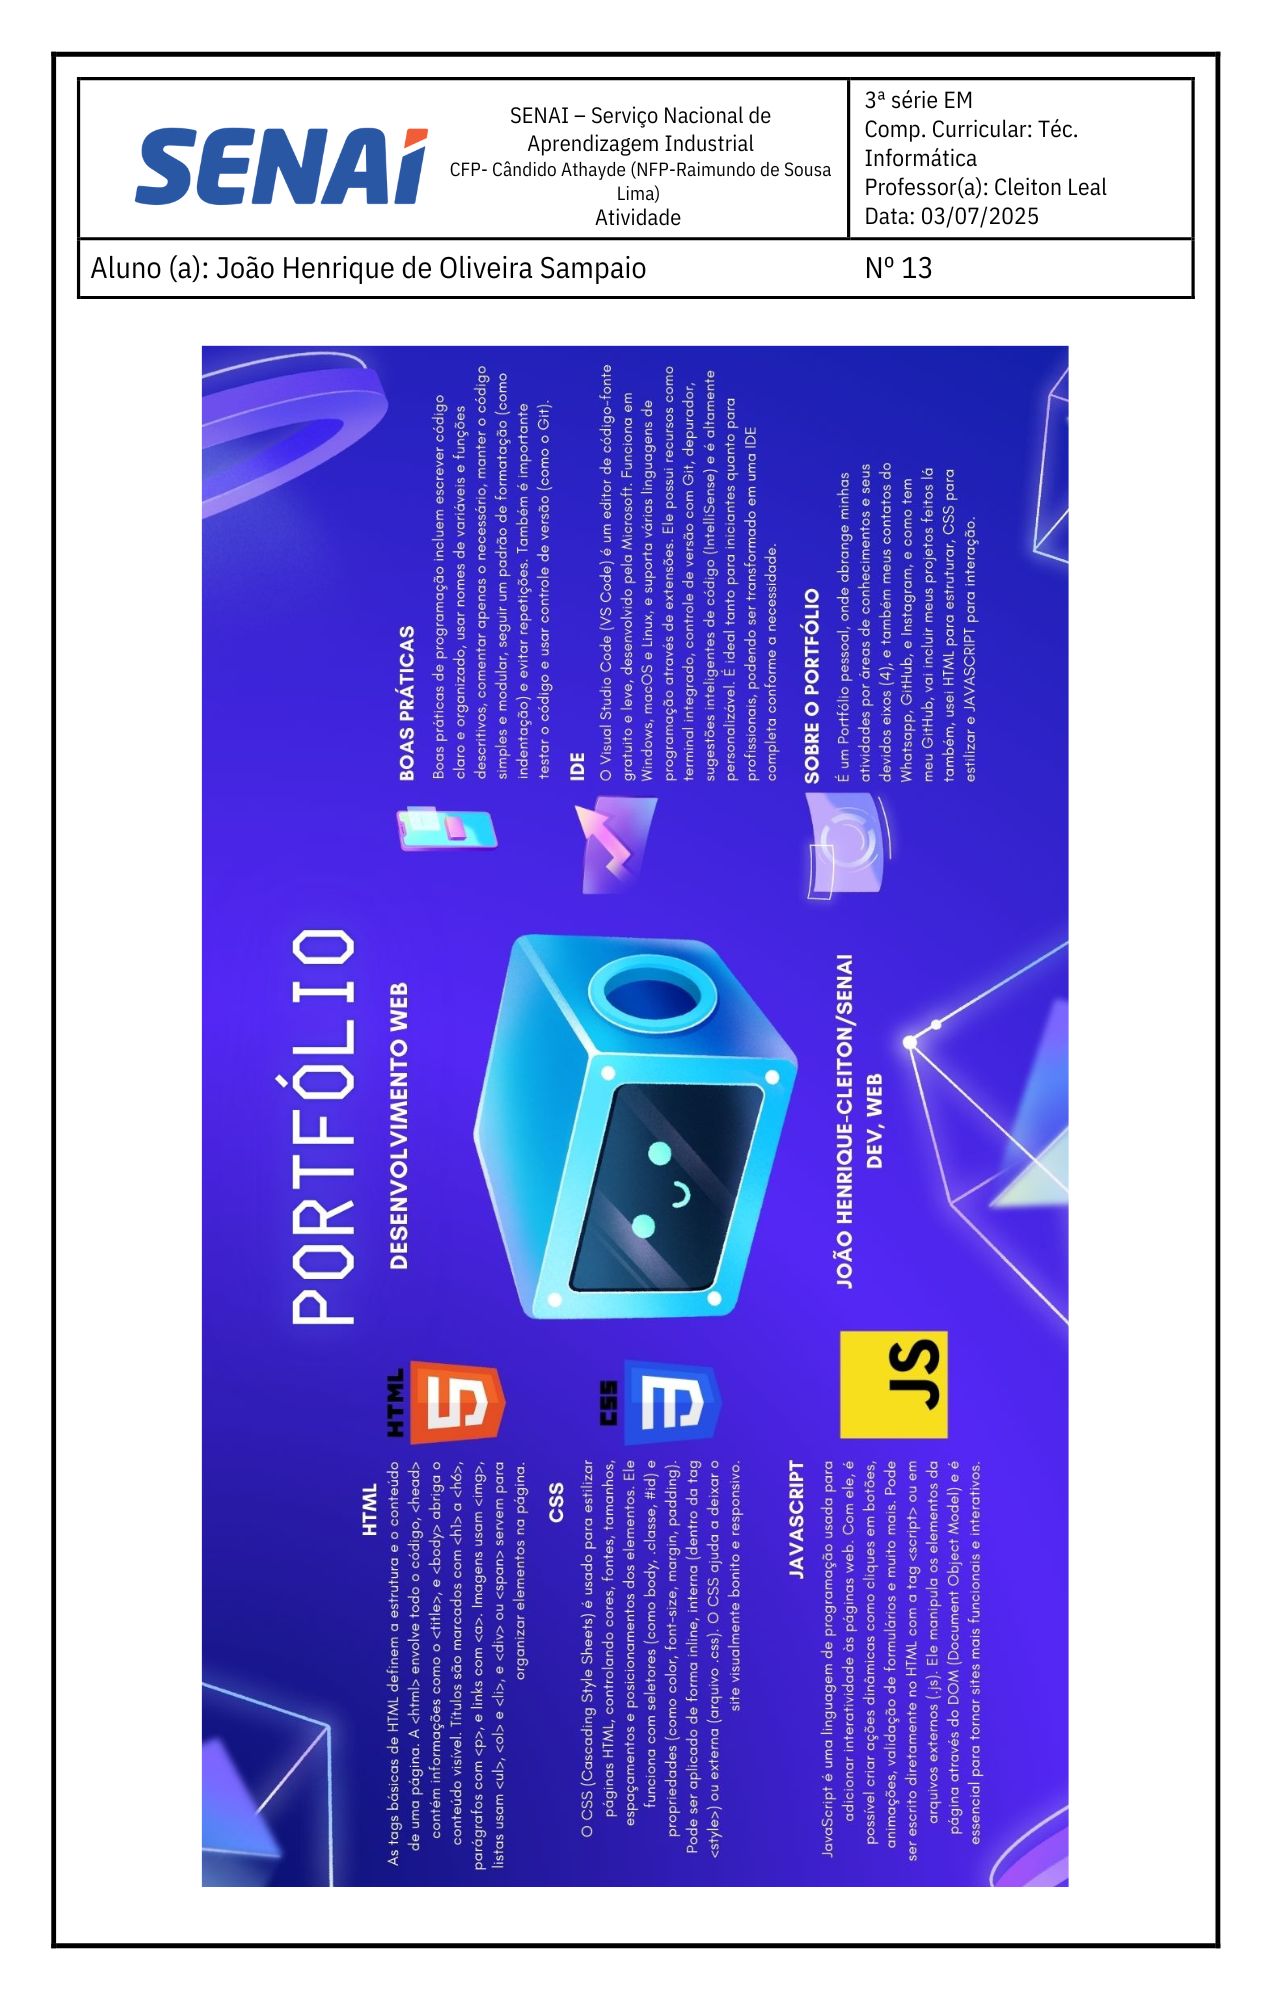 SENAI
SENAI – Serviço Nacional de
Aprendizagem Industrial
CFP- Cândido Athayde (NFP-Raimundo de Sousa
Lima)
Atividade
3ª série EM
Comp. Curricular: Téc.
Informática
Professor(a): Cleiton Leal
Data: 03/07/2025
Aluno (a): João Henrique de Oliveira Sampaio
Nº 13
PORTFÓLIO
DESENVOLVIMENTO WEB
HTML
As tags básicas de HTML definem a estrutura e o conteúdo
de uma página. A <html> envolve todo o código, <head>
contém informações como o <title>, e <body> abriga o
conteúdo visível. Títulos são marcados com <h1> a <h6>,
parágrafos com <p>, e links com <a>. Imagens usam <img>,
listas usam <ul>, <ol> e <li>, e <div> ou <span> servem para
organizar elementos na página.
HTML
5
CSS
O CSS (Cascading Style Sheets) é usado para estilizar
páginas HTML, controlando cores, fontes, tamanhos,
espaçamentos e posicionamentos dos elementos. Ele
funciona com seletores (como body, .classe, #id) e
propriedades (como color, font-size, margin, padding).
Pode ser aplicado de forma inline, interna (dentro da tag
<style>) ou externa (arquivo .css). O CSS ajuda a deixar o
site visualmente bonito e responsivo.
CSS
3
JAVASCRIPT
JavaScript é uma linguagem de programação usada para
adicionar interatividade às páginas web. Com ele, é
possível criar ações dinâmicas como cliques em botões,
animações, validação de formulários e muito mais. Pode
ser escrito diretamente no HTML com a tag <script> ou em
arquivos externos (.js). Ele manipula os elementos da
página através do DOM (Document Object Model) e é
essencial para tornar sites mais funcionais e interativos.
JS
JOÃO HENRIQUE-CLEITON/SENAI
DEV, WEB
BOAS PRÁTICAS
Boas práticas de programação incluem escrever código
claro e organizado, usar nomes de variáveis e funções
descritivos, comentar apenas o necessário, manter o código
simples e modular, seguir um padrão de formatação (como
indentação) e evitar repetições. Também é importante
testar o código e usar controle de versão (como o Git).
IDE
O Visual Studio Code (VS Code) é um editor de código-fonte
gratuito e leve, desenvolvido pela Microsoft. Funciona em
Windows, macOS e Linux, e suporta várias linguagens de
programação através de extensões. Ele possui recursos como
terminal integrado, controle de versão com Git, depurador,
sugestões inteligentes de código (IntelliSense) e é altamente
personalizável. É ideal tanto para iniciantes quanto para
profissionais, podendo ser transformado em uma IDE
completa conforme a necessidade.
SOBRE O PORTFÓLIO
É um Portfólio pessoal, onde abrange minhas
atividades por áreas de conhecimentos e seus
devidos eixos (4), e também meus contatos do
Whatsapp, GitHub, e Instagram, e como tem
meu GitHub, vai incluir meus projetos feitos lá
também, usei HTML para estruturar, CSS para
estilizar e JAVASCRIPT para interação.